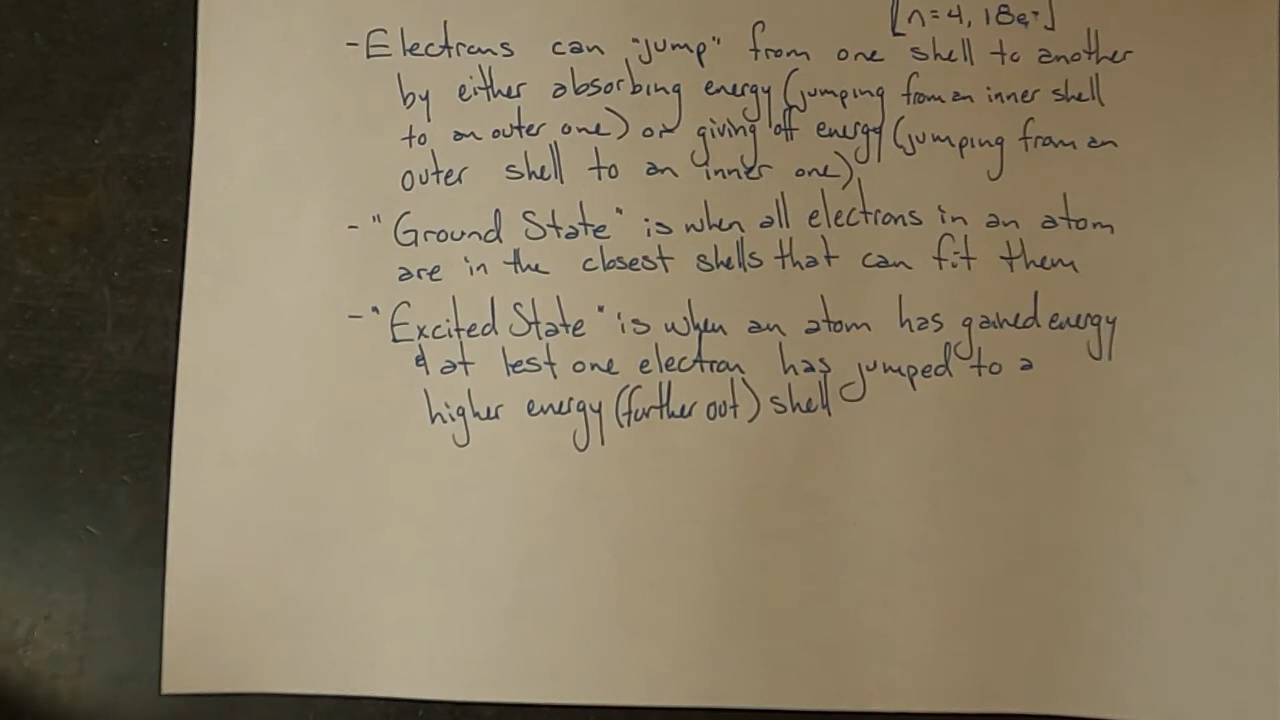 [n=4, 18e⁻]
- Electrons can "jump" from one shell to another
by either absorbing energy (jumping from an inner shell
to an outer one) or giving off energy (jumping from an
outer shell to an inner one).
- "Ground State" is when all electrons in an atom
are in the closest shells that can fit them
- "Excited State" is when an atom has gained energy
& at lest one electron has jumped to a
higher energy (further out) shell